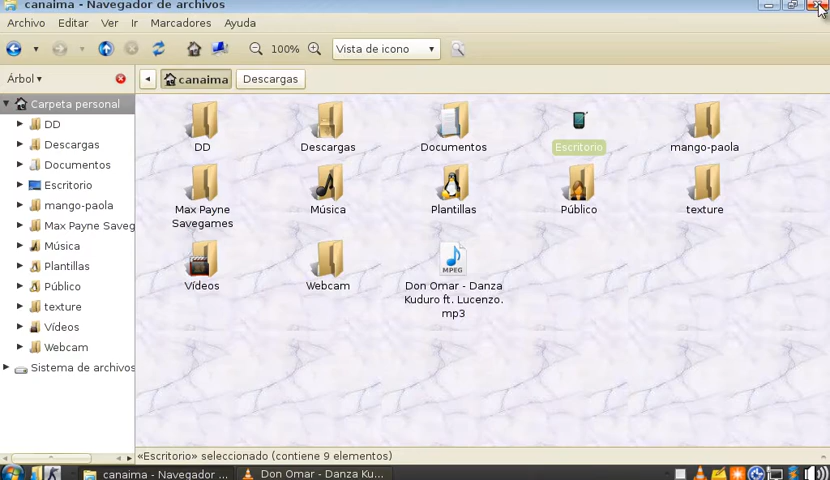 canaima - Navegador de archivos
Archivo Editar Ver Ir Marcadores Ayuda
100% Vista de icono
Árbol canaima Descargas
Carpeta personal
DD
Descargas
Documentos
Escritorio
mango-paola
Max Payne Saveg
Música
Plantillas
Público
texture
Vídeos
Webcam
Sistema de archivos
DD Descargas Documentos Escritorio mango-paola
Max Payne
Savegames
Música Plantillas Público texture
Vídeos Webcam
MPEG
Don Omar - Danza
Kuduro ft. Lucenzo.
mp3
«Escritorio» seleccionado (contiene 9 elementos)
canaima - Navegador ... Don Omar - Danza Ku...